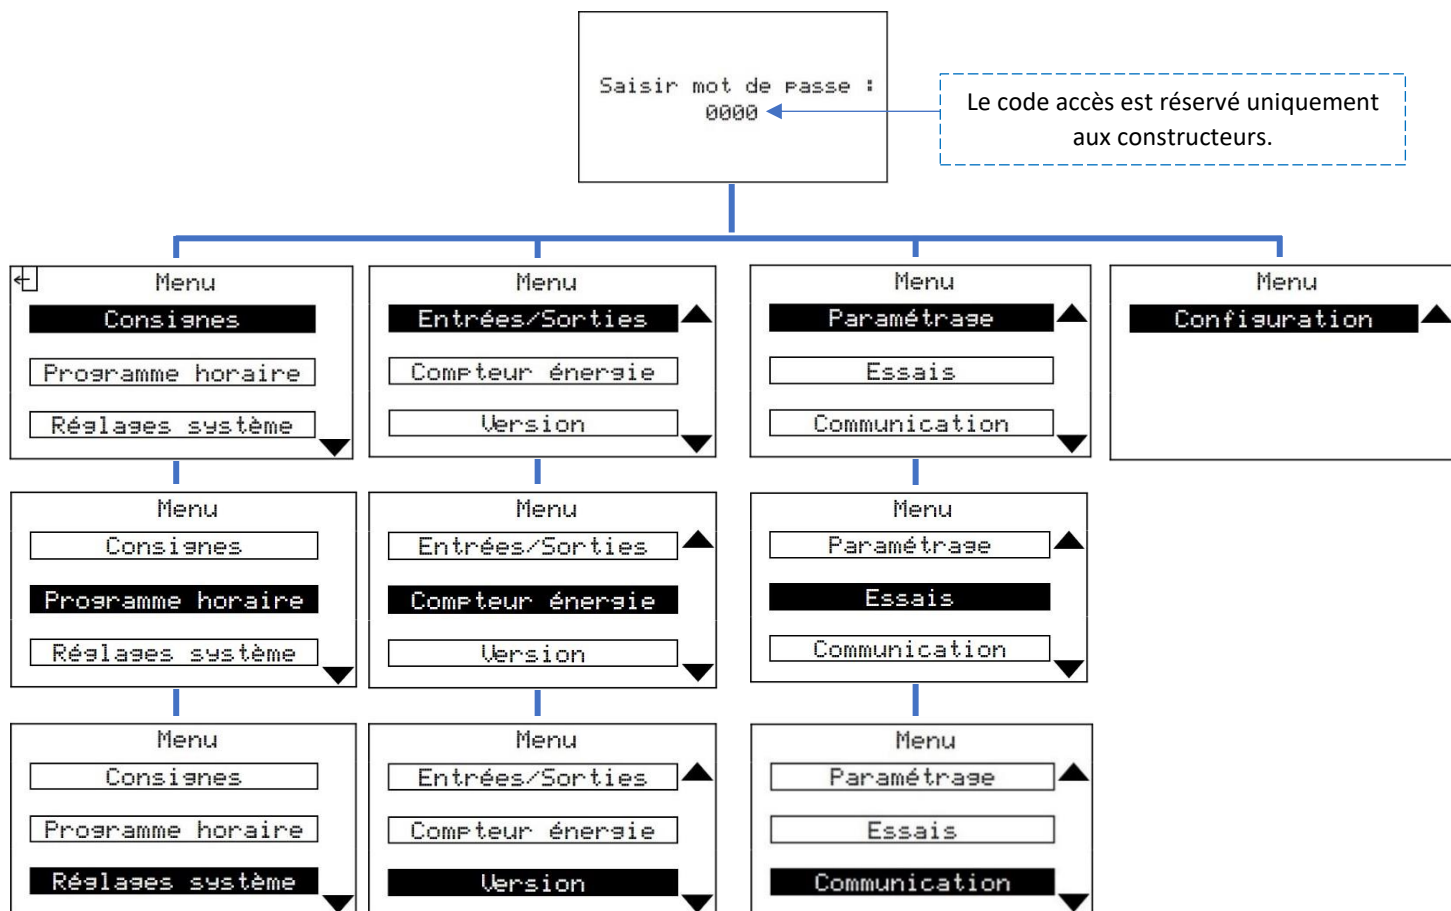 Saisir mot de passe :
0000
Le code accès est réservé uniquement
aux constructeurs.
Menu
Consignes
Programme horaire
Réglages système
Menu
Entrées/Sorties
Compteur énergie
Version
Menu
Paramétrage
Essais
Communication
Menu
Configuration
Menu
Consignes
Programme horaire
Réglages système
Menu
Entrées/Sorties
Compteur énergie
Version
Menu
Paramétrage
Essais
Communication
Menu
Consignes
Programme horaire
Réglages système
Menu
Entrées/Sorties
Compteur énergie
Version
Menu
Paramétrage
Essais
Communication